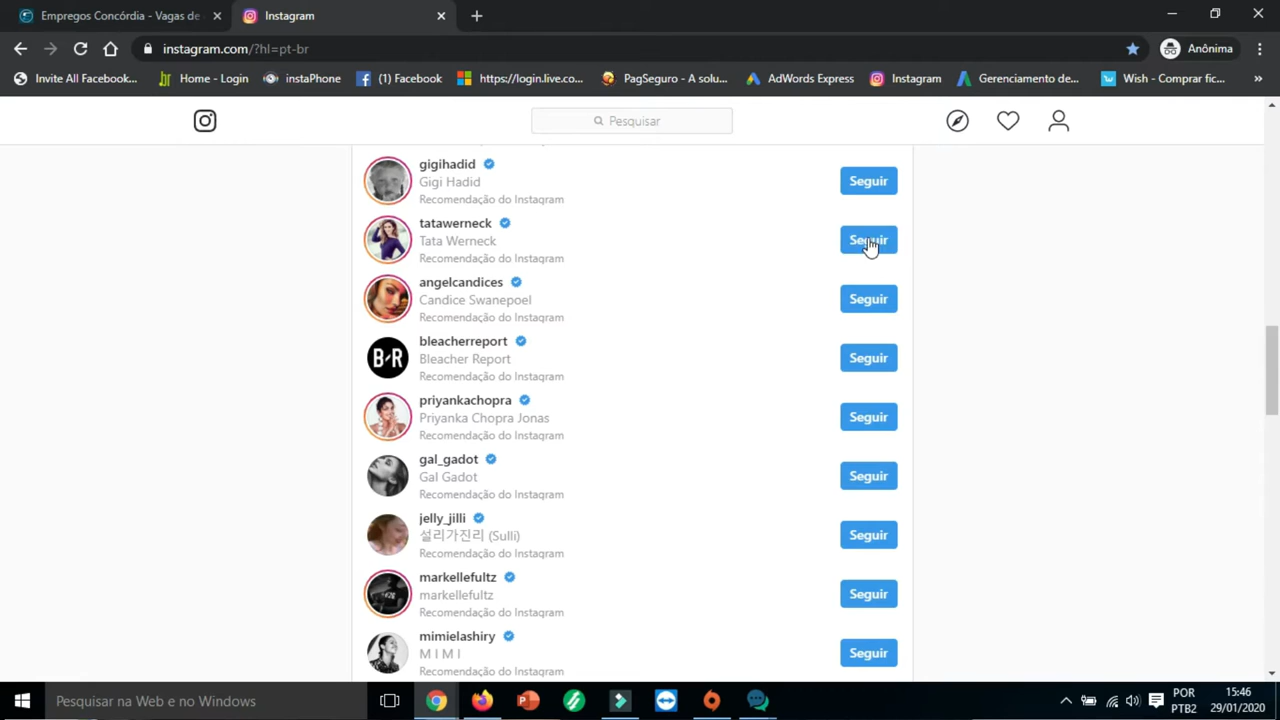 Empregos Concórdia - Vagas de
Instagram
instagram.com/?hl=pt-br
Anônima
Invite All Facebook...
Home - Login
instaPhone
(1) Facebook
https://login.live.co...
PagSeguro - A solu...
AdWords Express
Instagram
Gerenciamento de...
Wish - Comprar fic...
»
Pesquisar
gigihadid
Gigi Hadid
Recomendação do Instagram
Seguir
tatawerneck
Tata Werneck
Recomendação do Instagram
Seguir
angelcandices
Candice Swanepoel
Recomendação do Instagram
Seguir
B/R
bleacherreport
Bleacher Report
Recomendação do Instagram
Seguir
priyankachopra
Priyanka Chopra Jonas
Recomendação do Instagram
Seguir
gal_gadot
Gal Gadot
Recomendação do Instagram
Seguir
jelly_jilli
설리가진리 (Sulli)
Recomendação do Instagram
Seguir
markellefultz
markellefultz
Recomendação do Instagram
Seguir
mimielashiry
M I M I
Recomendação do Instagram
Seguir
Pesquisar na Web e no Windows
POR
PTB2
15:46
29/01/2020